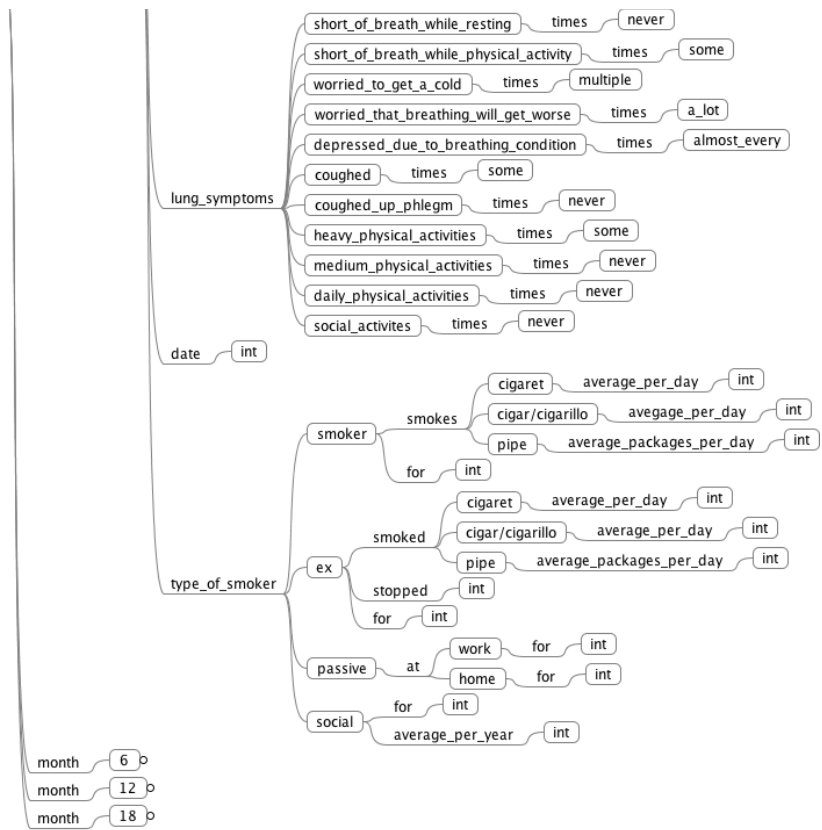 short_of_breath_while_resting times never
short_of_breath_while_physical_activity times some
worried_to_get_a_cold times multiple
worried_that_breathing_will_get_worse times a_lot
depressed_due_to_breathing_condition times almost_every
coughed times some
lung_symptoms
coughed_up_phlegm times never
heavy_physical_activities times some
medium_physical_activities times never
daily_physical_activities times never
social_activites times never
date int
cigaret average_per_day int
smokes
cigar/cigarillo avegage_per_day int
smoker
pipe average_packages_per_day int
for int
cigaret average_per_day int
smoked
cigar/cigarillo average_per_day int
ex
pipe average_packages_per_day int
type_of_smoker
stopped int
for int
work for int
passive at
home for int
for int
social
average_per_year int
month 6
month 12
month 18